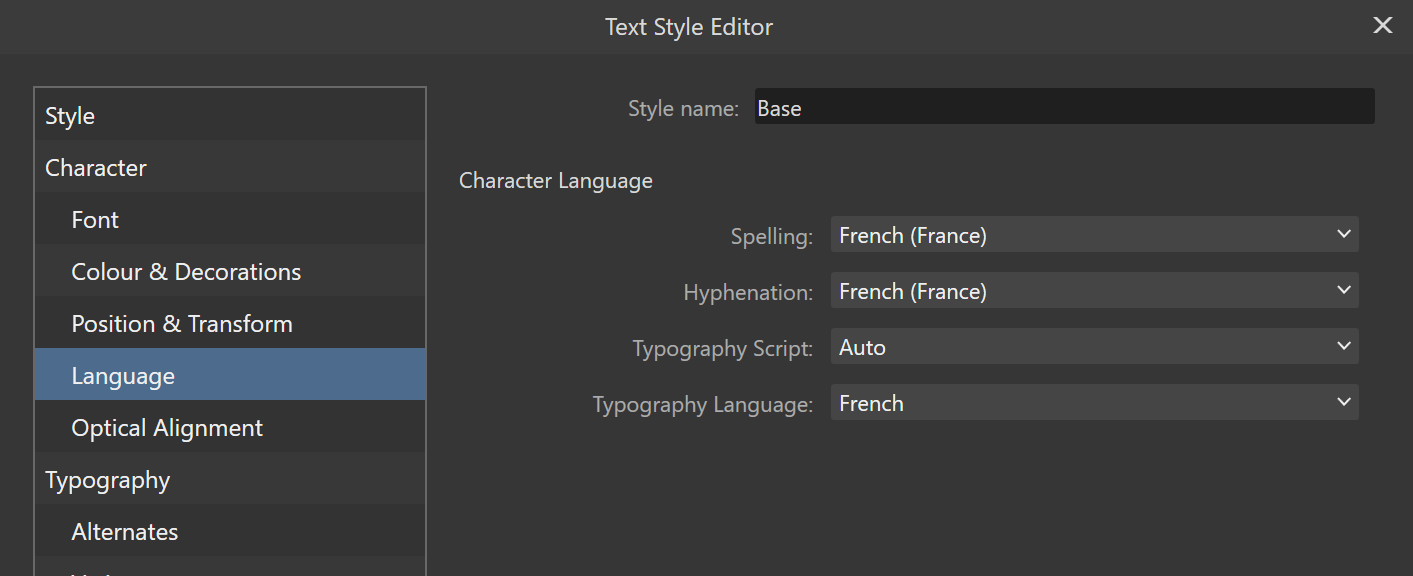 Text Style Editor
Style
Character
Font
Colour & Decorations
Position & Transform
Language
Optical Alignment
Typography
Alternates
Style name: Base
Character Language
Spelling: French (France)
Hyphenation: French (France)
Typography Script: Auto
Typography Language: French